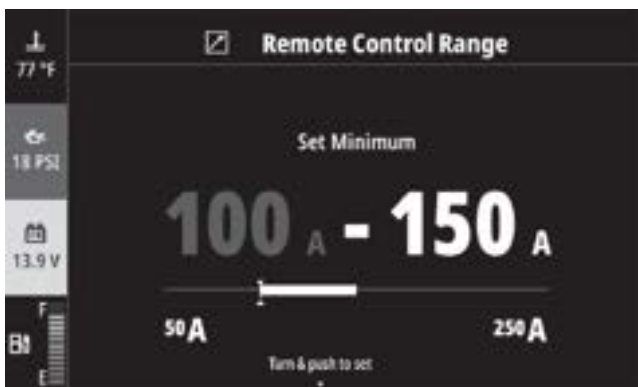 Remote Control Range
77 °F
Set Minimum
18 PSI
100 A - 150 A
13.9 V
50 A 250 A
F
E
Turn & push to set